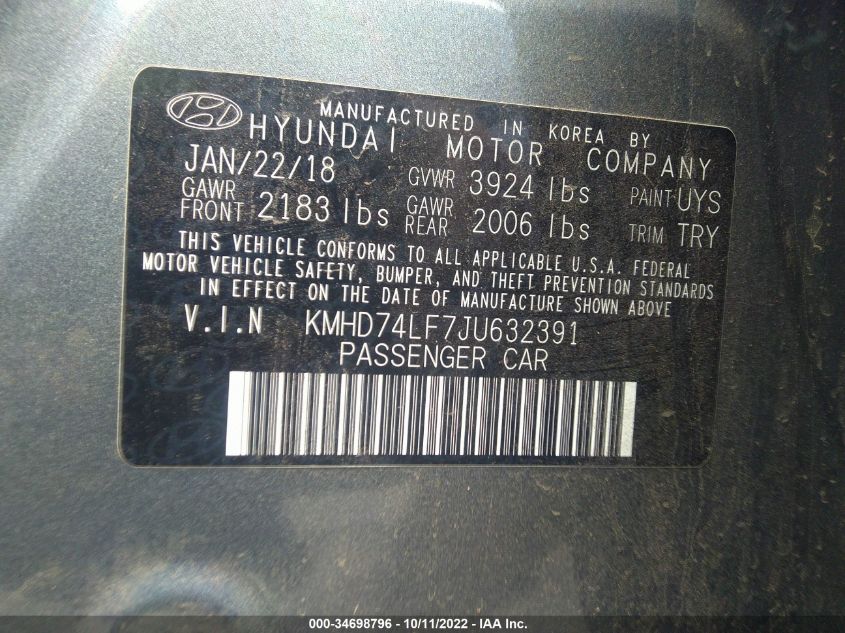 MANUFACTURED IN KOREA BY
HYUNDAI MOTOR COMPANY
JAN/22/18 GVWR 3924 lbs PAINT UYS
GAWR FRONT 2183 lbs GAWR REAR 2006 lbs TRIM TRY
THIS VEHICLE CONFORMS TO ALL APPLICABLE U.S.A. FEDERAL
MOTOR VEHICLE SAFETY, BUMPER, AND THEFT PREVENTION STANDARDS
IN EFFECT ON THE DATE OF MANUFACTURE SHOWN ABOVE
V.I.N KMHD74LF7JU632391
PASSENGER CAR
000-34698796 - 10/11/2022 - IAA Inc.